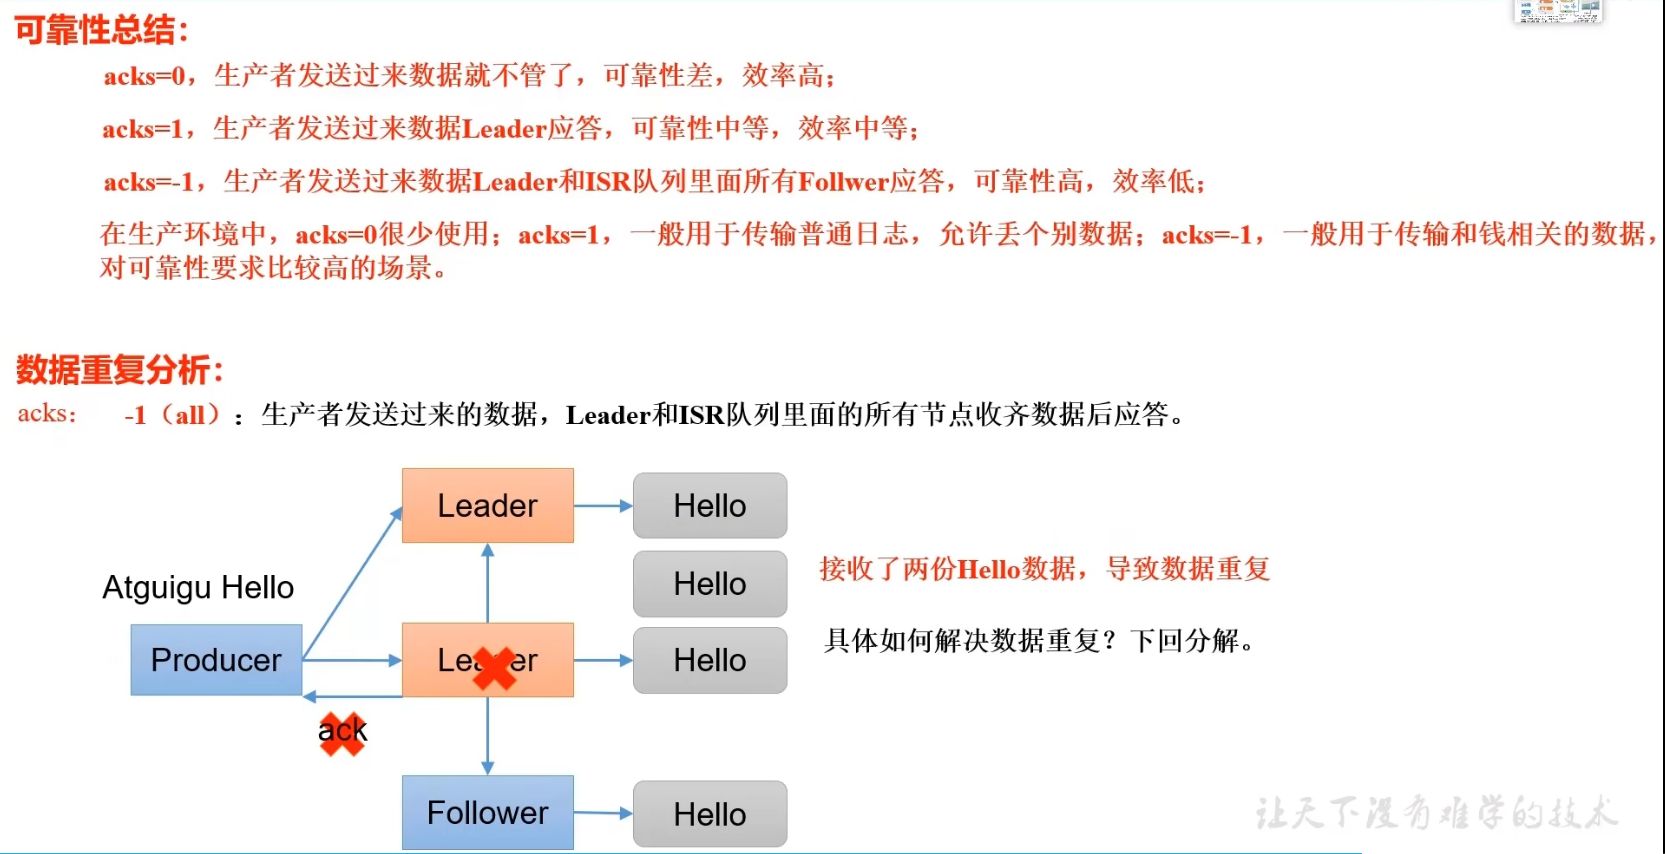 可靠性总结：
acks=0，生产者发送过来数据就不管了，可靠性差，效率高；
acks=1，生产者发送过来数据Leader应答，可靠性中等，效率中等；
acks=-1，生产者发送过来数据Leader和ISR队列里面所有Follwer应答，可靠性高，效率低；
在生产环境中，acks=0很少使用；acks=1，一般用于传输普通日志，允许丢个别数据；acks=-1，一般用于传输和钱相关的数据，
对可靠性要求比较高的场景。
数据重复分析：
acks： -1（all）：生产者发送过来的数据，Leader和ISR队列里面的所有节点收齐数据后应答。
Leader
Hello
Hello
接收了两份Hello数据，导致数据重复
Atguigu Hello
具体如何解决数据重复？下回分解。
Producer
Leader
Hello
ack
Follower
Hello
让天下没有难学的技术